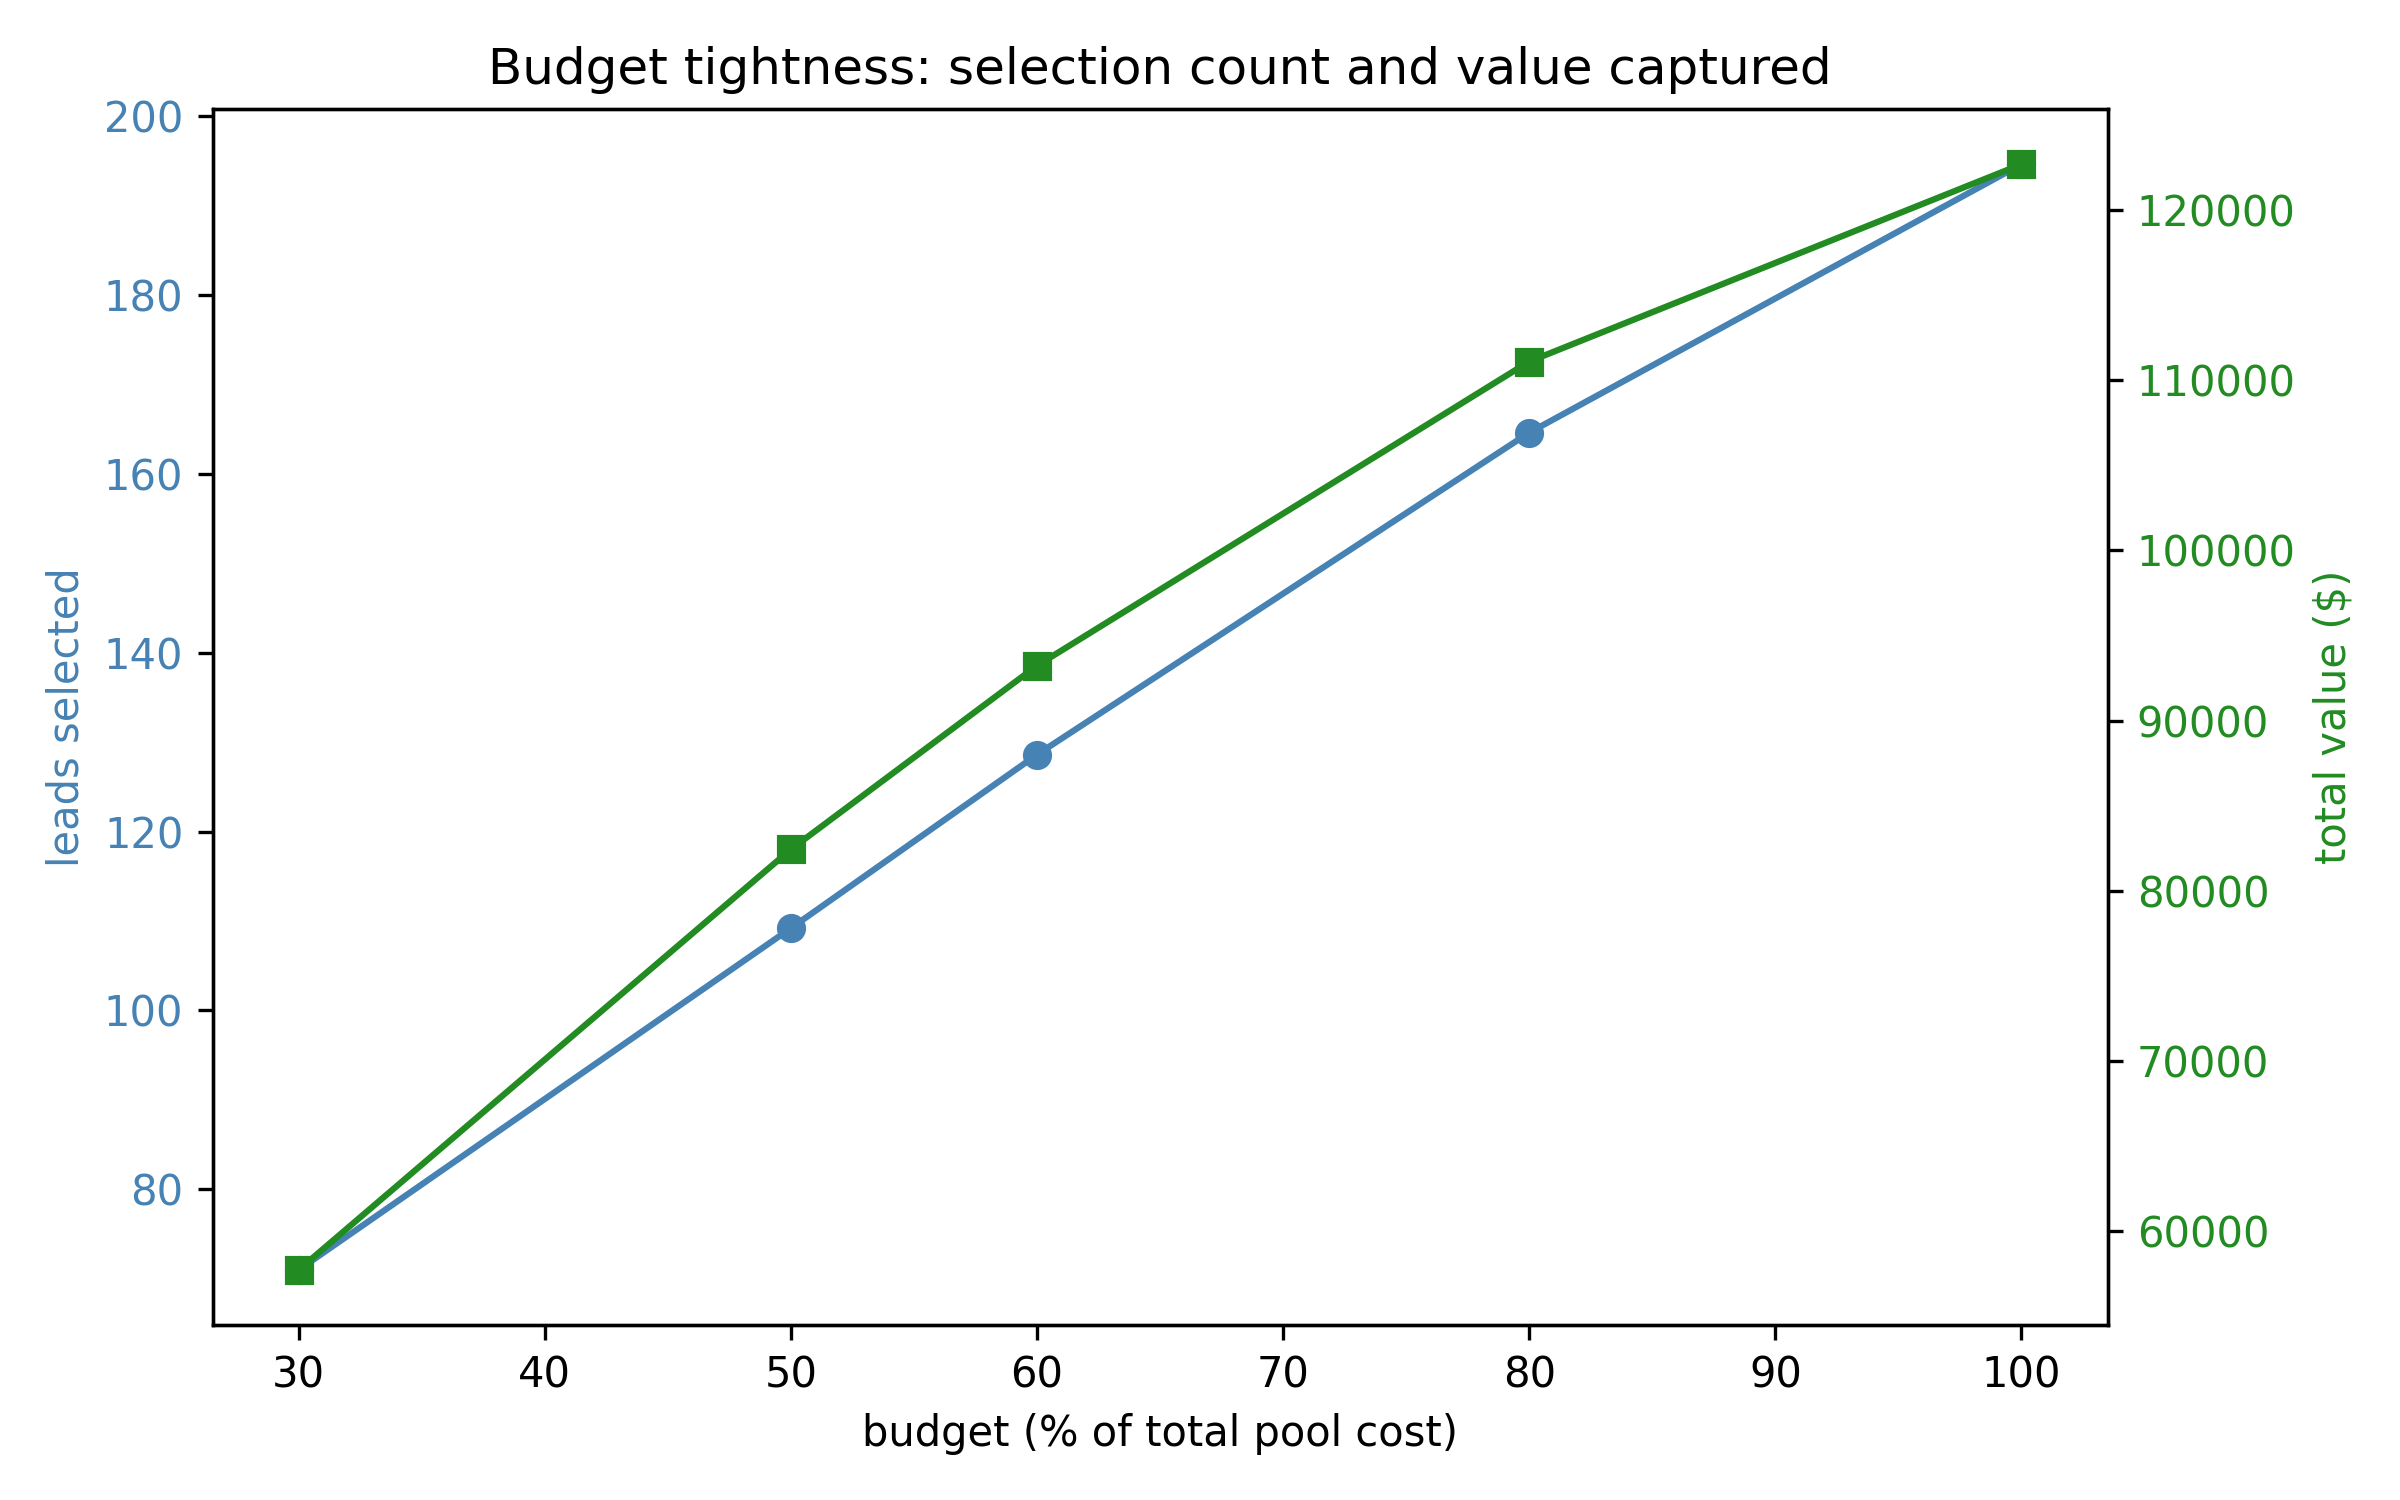 Budget tightness: selection count and value captured
200
180
160
140
120
100
80
leads selected
120000
110000
100000
90000
80000
70000
60000
total value ($)
30 40 50 60 70 80 90 100
budget (% of total pool cost)